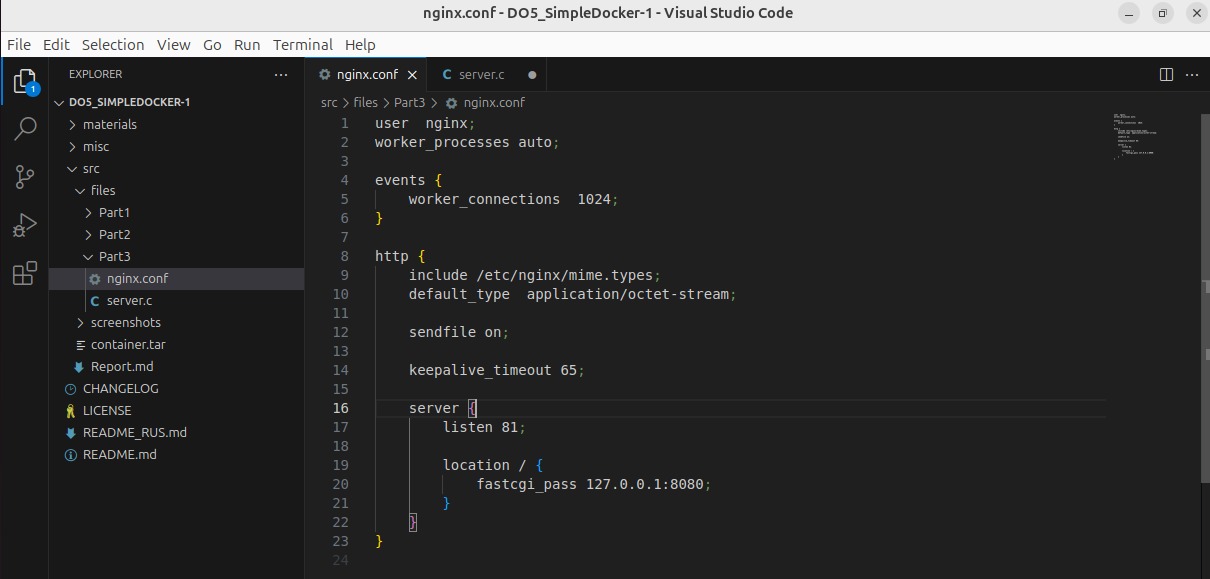 nginx.conf - DO5_SimpleDocker-1 - Visual Studio Code
File Edit Selection View Go Run Terminal Help
1
EXPLORER
DO5_SIMPLEDOCKER-1
materials
misc
src
files
Part1
Part2
Part3
nginx.conf
C server.c
screenshots
container.tar
Report.md
CHANGELOG
LICENSE
README_RUS.md
README.md
nginx.conf
C server.c
src > files > Part3 > nginx.conf
1 user  nginx;
2 worker_processes auto;
3
4 events {
5     worker_connections  1024;
6 }
7
8 http {
9     include /etc/nginx/mime.types;
10     default_type  application/octet-stream;
11
12     sendfile on;
13
14     keepalive_timeout 65;
15
16     server {
17         listen 81;
18
19         location / {
20             fastcgi_pass 127.0.0.1:8080;
21         }
22     }
23 }
24